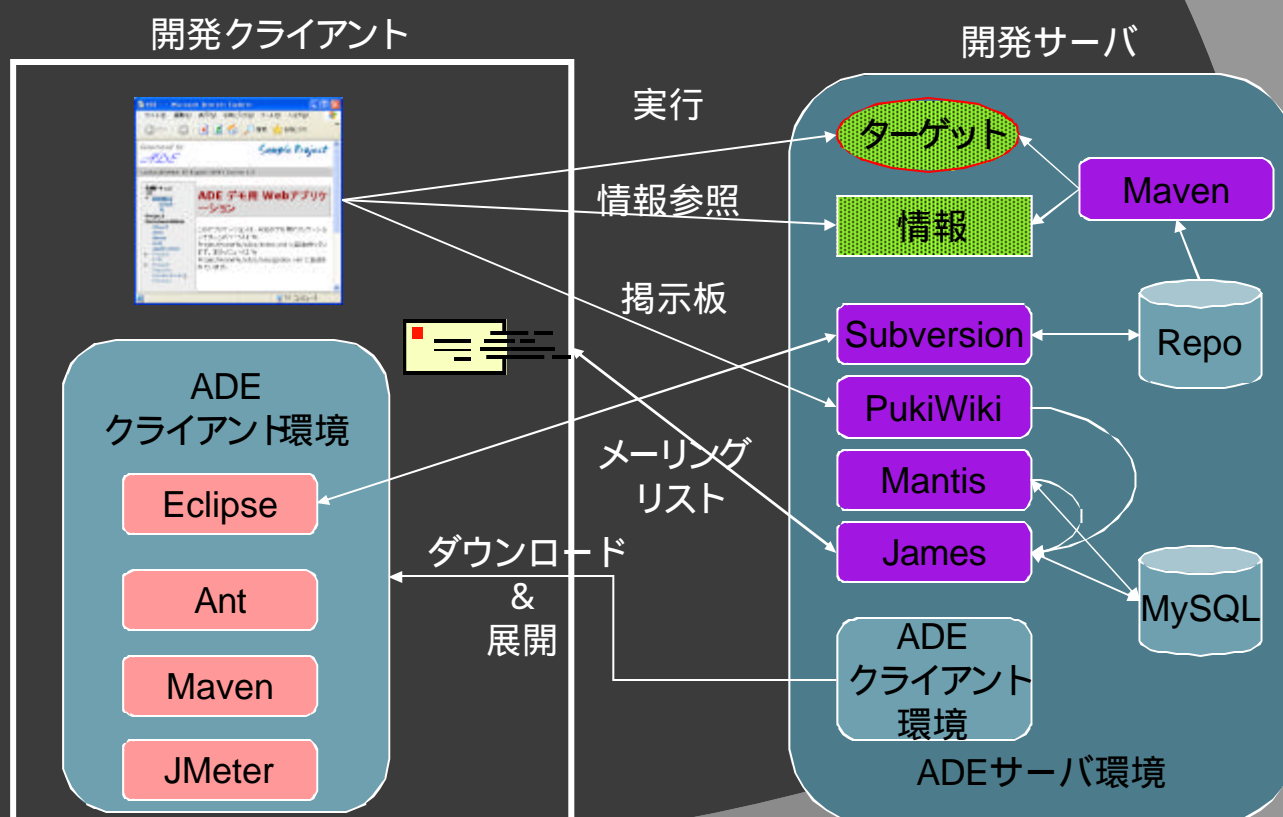 開発クライアント
開発サーバ
実行
情報参照
掲示板
メーリング
リスト
ダウンロード
&
展開
Sample Project
ADE
ADE デモ用 Webアプリケ
ーション
ADE
クライアント環境
Eclipse
Ant
Maven
JMeter
ターゲット
情報
Maven
Subversion
Repo
PukiWiki
Mantis
James
MySQL
ADE
クライアント
環境
ADEサーバ環境